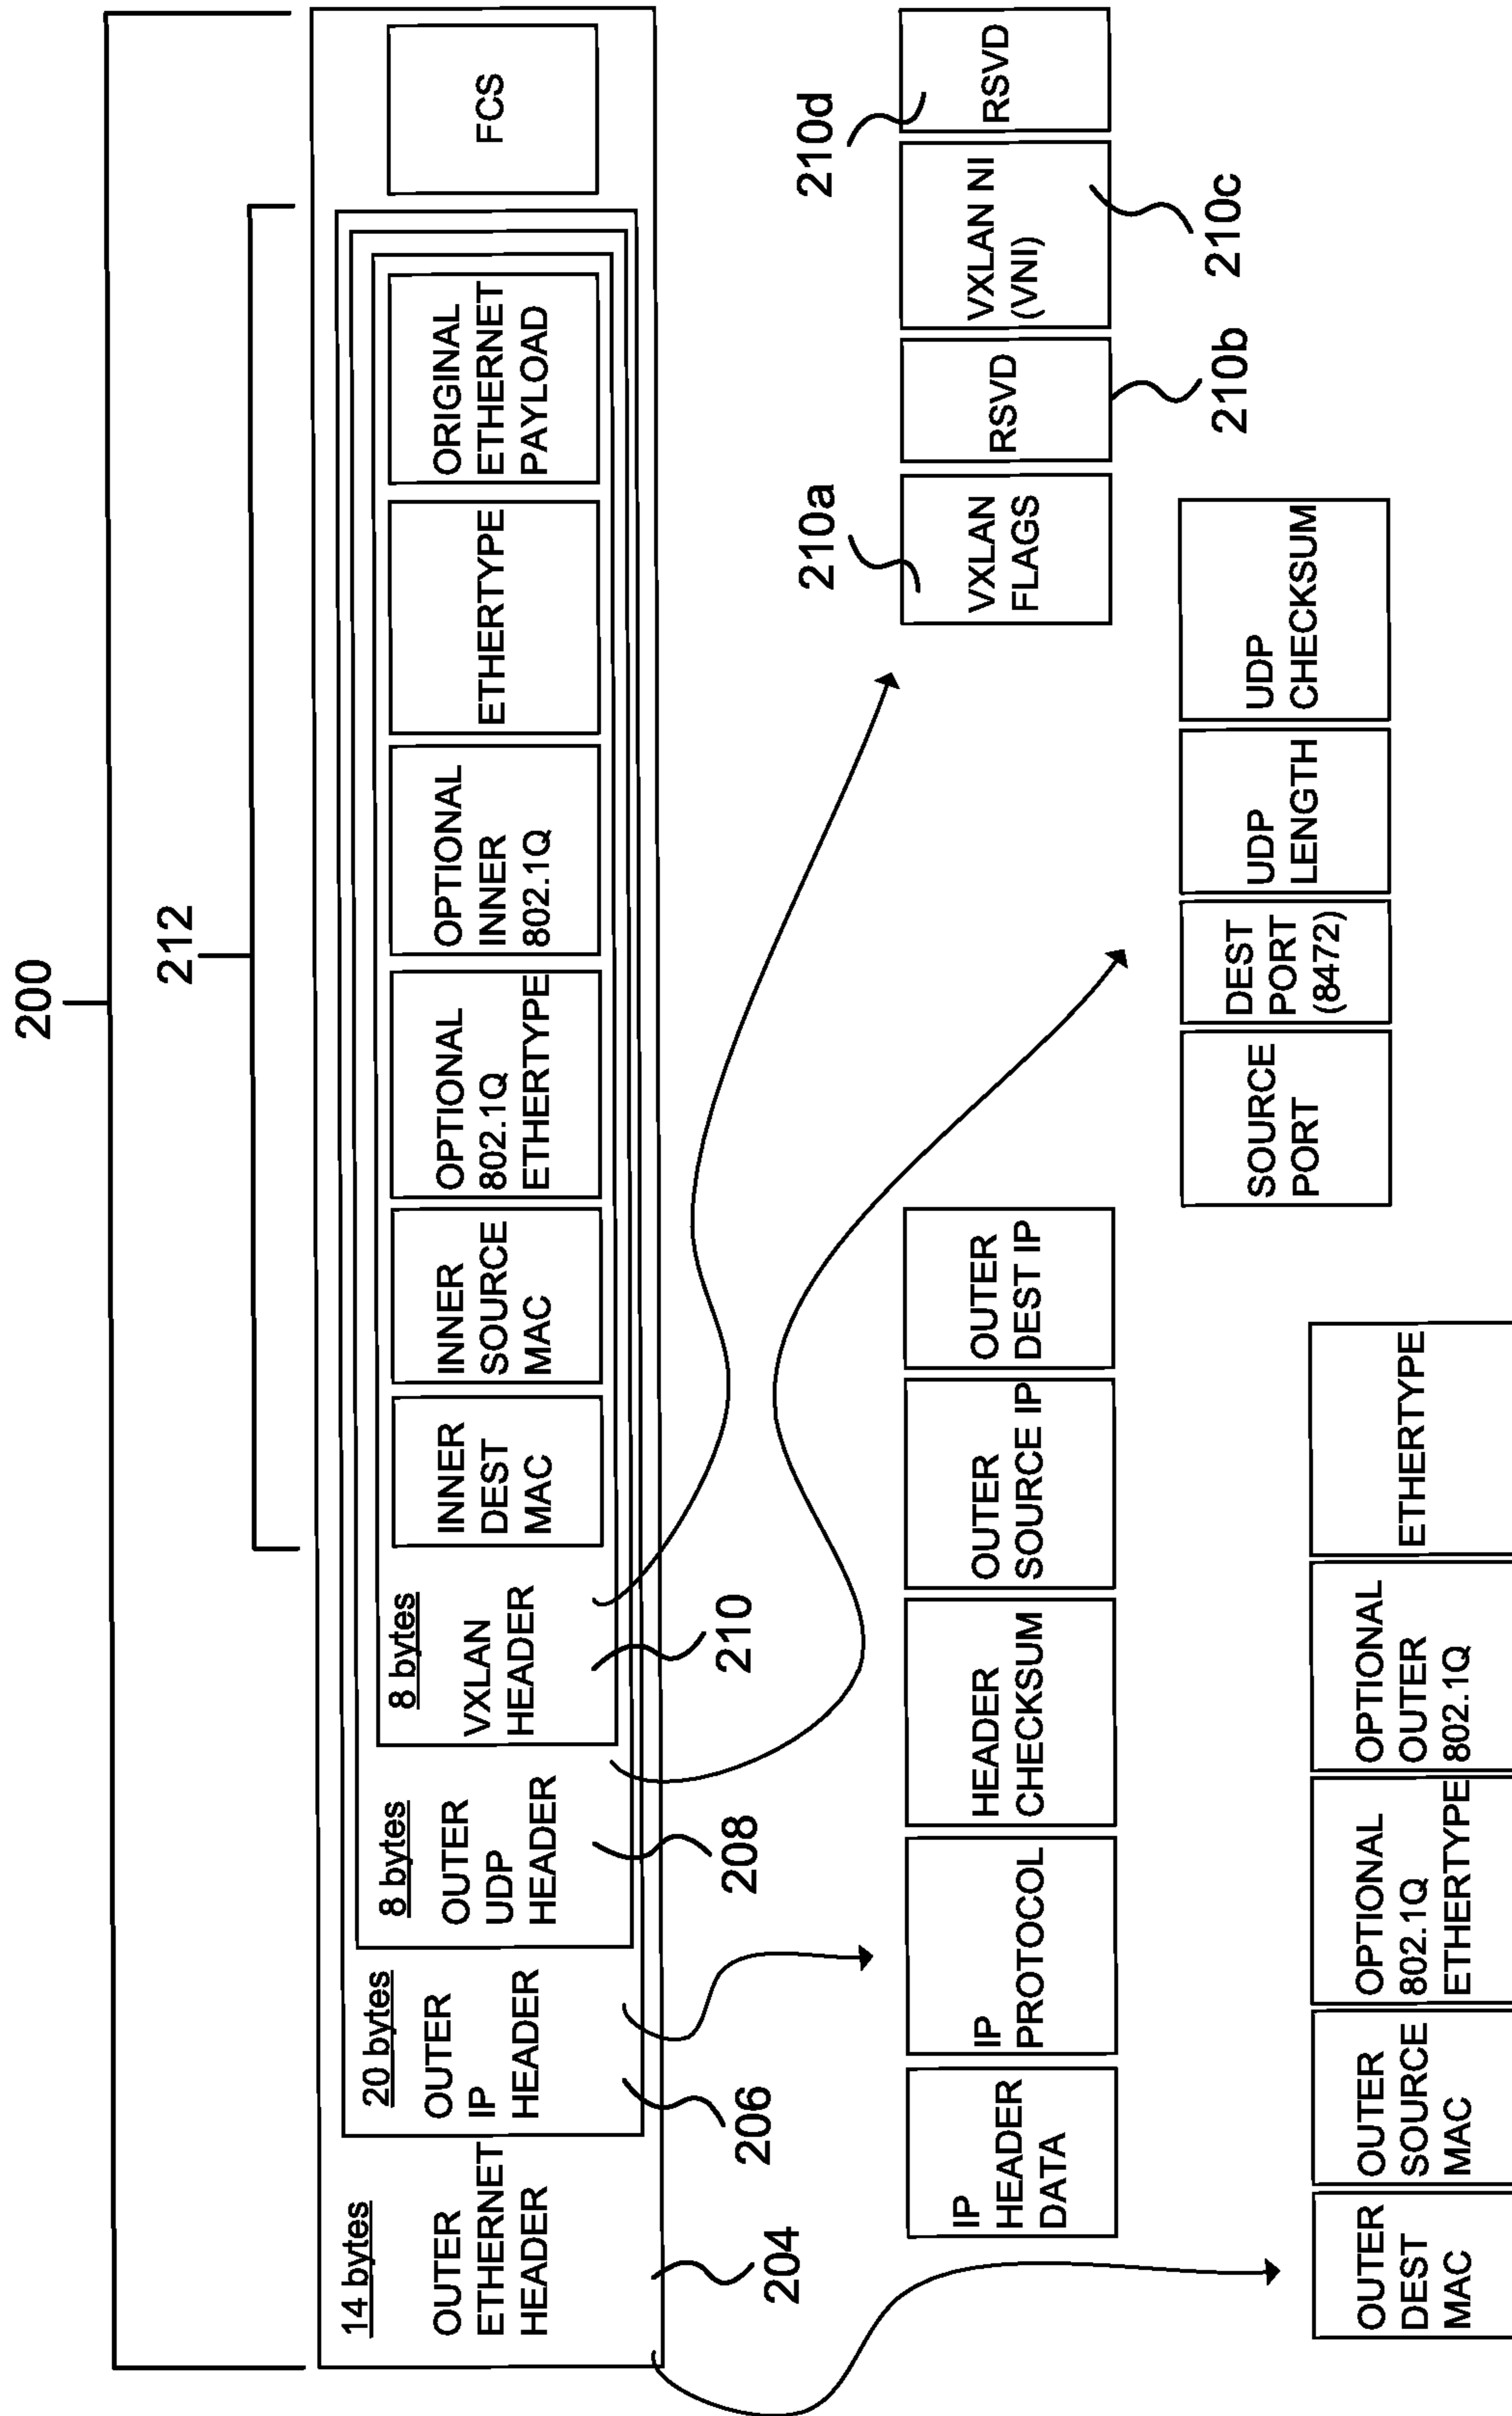 200
212
14 bytes
OUTER
ETHERNET
HEADER
20 bytes
OUTER
IP
HEADER
8 bytes
OUTER
UDP
HEADER
8 bytes
VXLAN
HEADER
INNER
DEST
MAC
INNER
SOURCE
MAC
OPTIONAL
802.1Q
ETHERTYPE
OPTIONAL
INNER
802.1Q
ETHERTYPE
ORIGINAL
ETHERNET
PAYLOAD
FCS
204
206
208
210
210a
210d
VXLAN
FLAGS
RSVD
VXLAN NI
(VNI)
RSVD
210b
210c
IP
HEADER
DATA
IP
PROTOCOL
HEADER
CHECKSUM
OUTER
SOURCE IP
OUTER
DEST IP
SOURCE
PORT
DEST
PORT
(8472)
UDP
LENGTH
UDP
CHECKSUM
OUTER
DEST
MAC
OUTER
SOURCE
MAC
OPTIONAL
802.1Q
ETHERTYPE
OPTIONAL
OUTER
802.1Q
ETHERTYPE